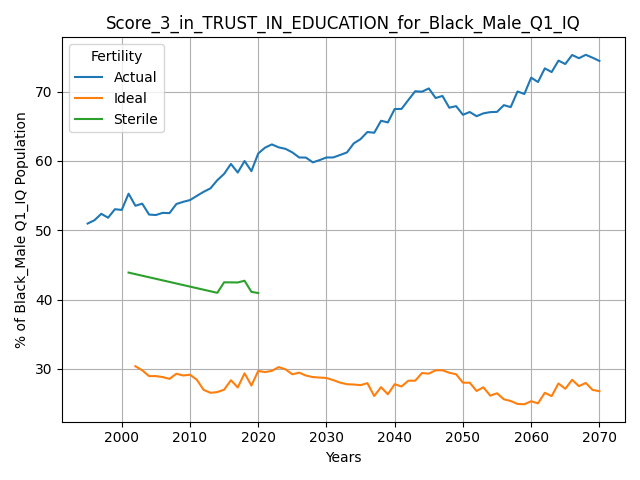 Score_3_in_TRUST_IN_EDUCATION_for_Black_Male_Q1_IQ
Fertility
Actual
Ideal
Sterile
% of Black_Male Q1_IQ Population
70
60
50
40
30
2000 2010 2020 2030 2040 2050 2060 2070
Years